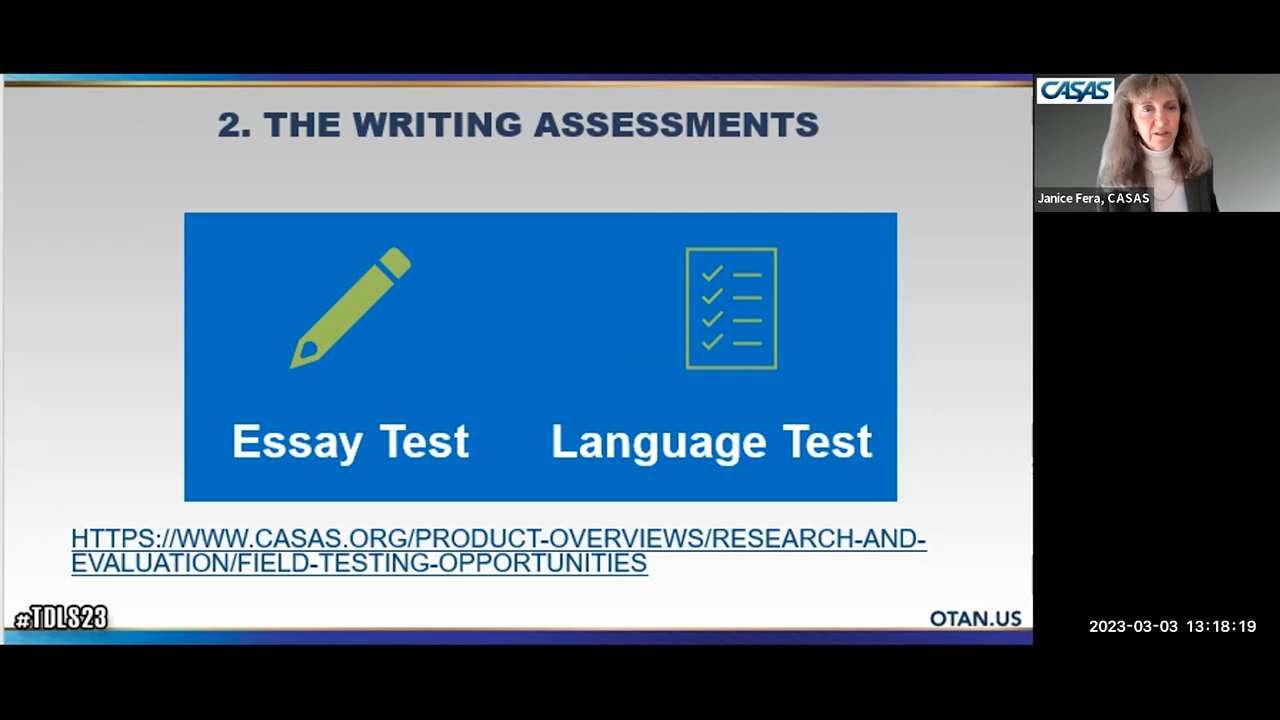 2. THE WRITING ASSESSMENTS
Essay Test
Language Test
HTTPS://WWW.CASAS.ORG/PRODUCT-OVERVIEWS/RESEARCH-AND-
EVALUATION/FIELD-TESTING-OPPORTUNITIES
#TDLS23
OTAN.US
CASAS
Janice Fera, CASAS
2023-03-03 13:18:19